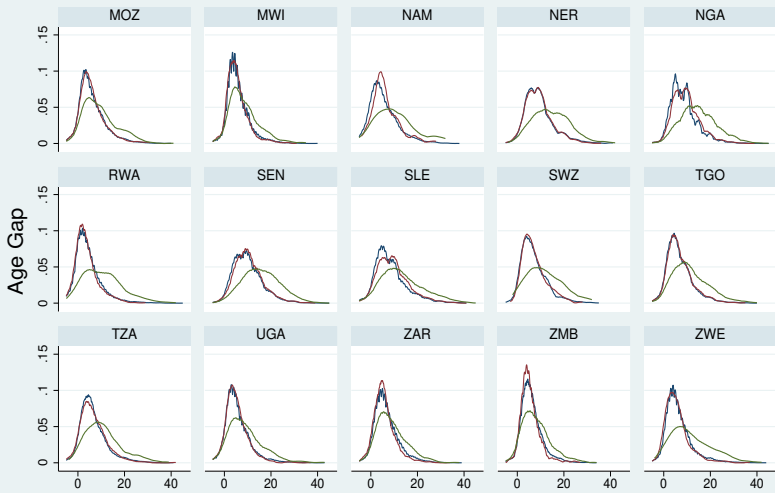 MOZ MWI NAM NER NGA
.15
.1
.05
0
RWA SEN SLE SWZ TGO
.15
.1
.05
0
Age Gap
TZA UGA ZAR ZMB ZWE
.15
.1
.05
0
0 20 40 0 20 40 0 20 40 0 20 40 0 20 40